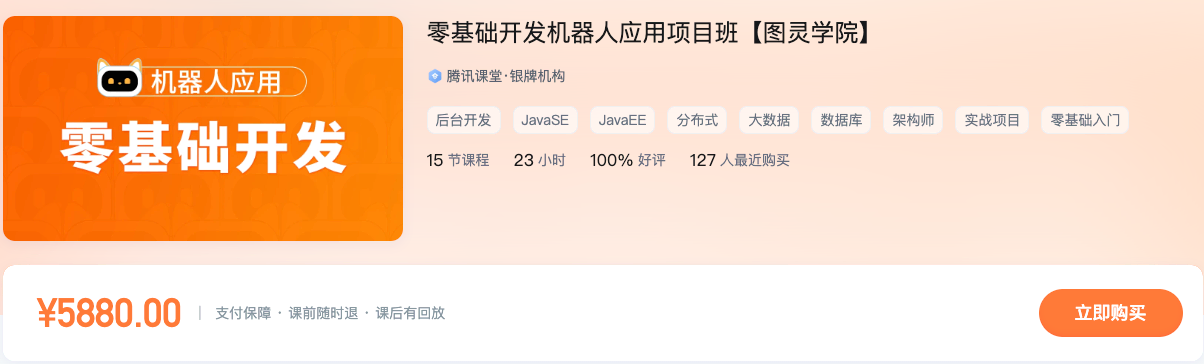 机器人应用
零基础开发
零基础开发机器人应用项目班【图灵学院】
腾讯课堂·银牌机构
后台开发 JavaSE JavaEE 分布式 大数据 数据库 架构师 实战项目 零基础入门
15 节课程 23 小时 100% 好评 127 人最近购买
¥5880.00 | 支付保障 · 课前随时退 · 课后有回放 立即购买